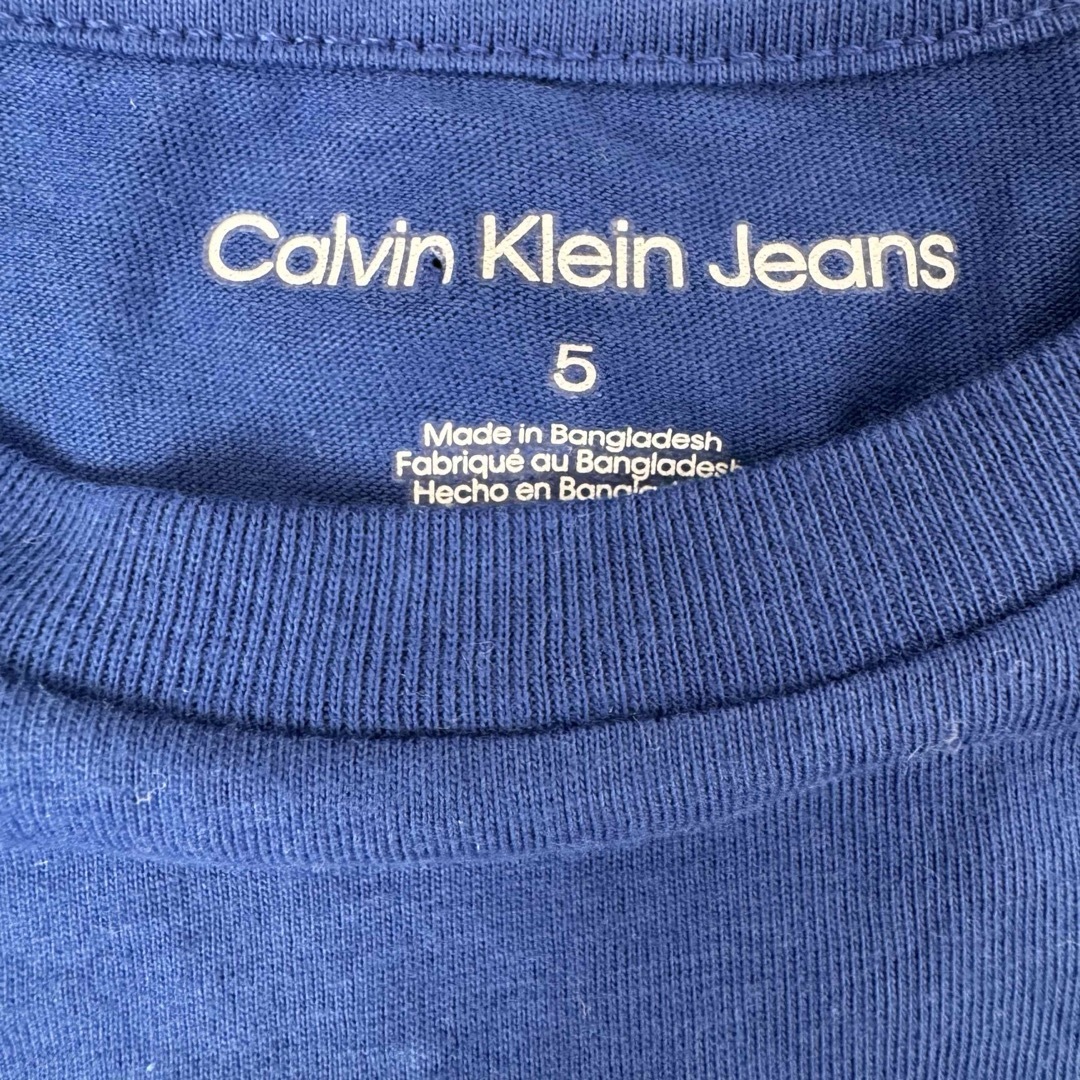 Calvin Klein Jeans
5
Made in Bangladesh
Fabriqué au Bangladesh
Hecho en